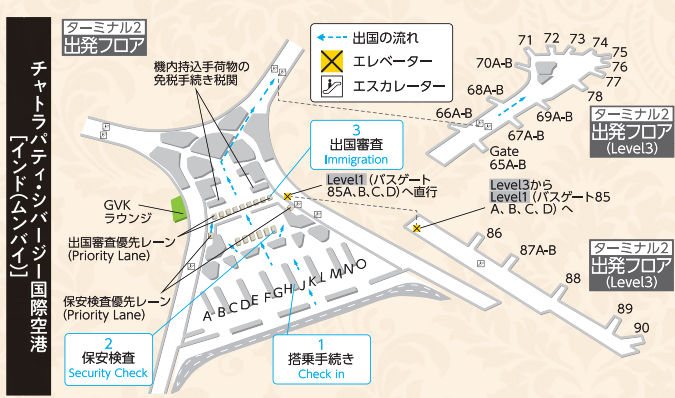 チャトラパティ・シバージー国際空港
[インド(ムンバイ)]
ターミナル2
出発フロア
機内持込手荷物の
免税手続き税関
出国の流れ
エレベーター
エスカレーター
71
72
73
74
75
76
77
78
70A-B
68A-B
66A-B
69A-B
67A-B
Gate
65A-B
ターミナル2
出発フロア
(Level3)
3
出国審査
Immigration
Level1 (バスゲート
85A, B, C, D) へ直行
Level3から
Level1 (バスゲート85
A, B, C, D) へ
GVK
ラウンジ
出国審査優先レーン
(Priority Lane)
保安検査優先レーン
(Priority Lane)
A B C D E F G H J K L M N O
86
87A-B
88
89
90
ターミナル2
出発フロア
(Level3)
2
保安検査
Security Check
1
搭乗手続き
Check in